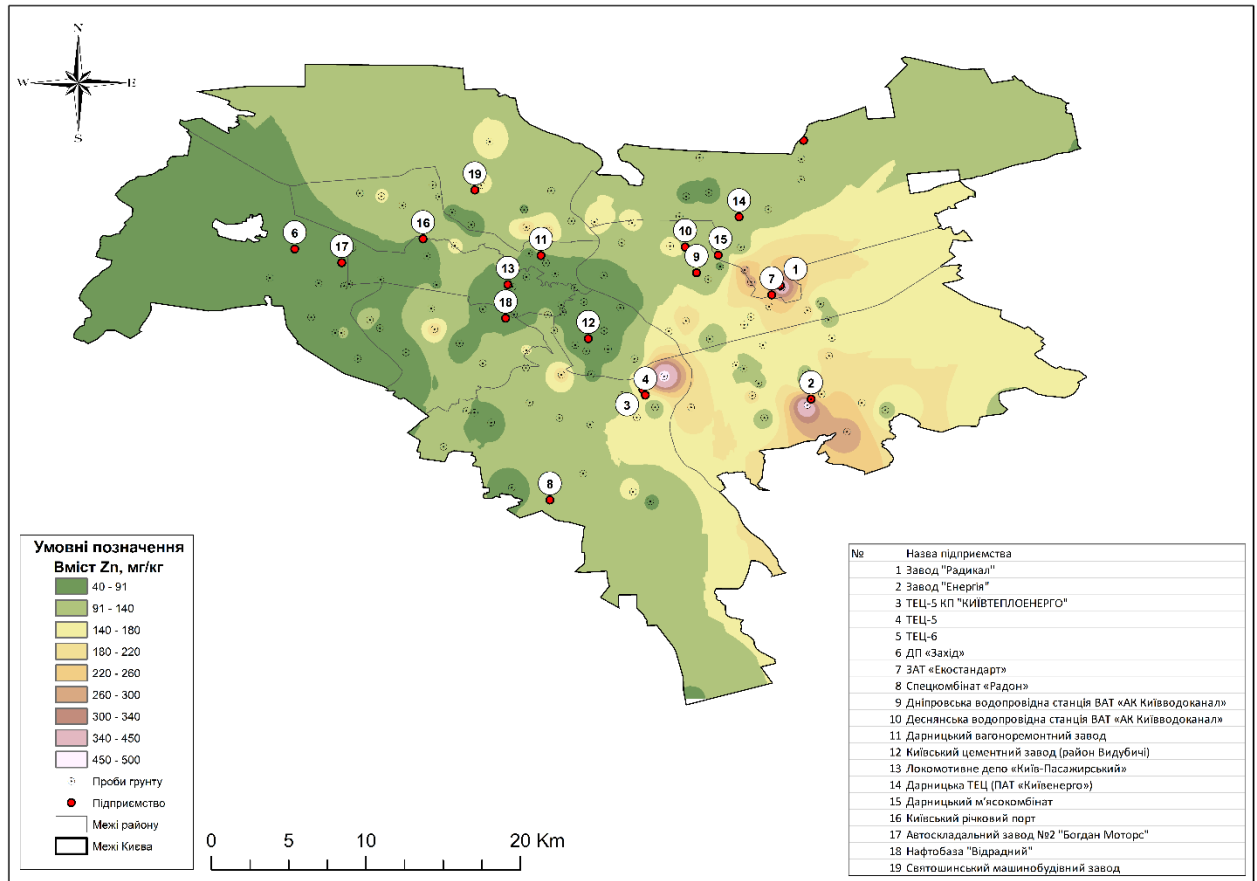 N
W
E
S
19
14
16
6
17
11
10
15
9
13
1
7
18
12
4
2
3
8
Умовні позначення
Вміст Zn, мг/кг
40 - 91
91 - 140
140 - 180
180 - 220
220 - 260
260 - 300
300 - 340
340 - 450
450 - 500
Проби грунту
Підприємство
Межі району
Межі Києва
0 5 10 20 Km
№ Назва підприємства
1 Завод "Радикал"
2 Завод "Енергія"
3 ТЕЦ-5 КП "КИЇВТЕПЛОЕНЕРГО"
4 ТЕЦ-5
5 ТЕЦ-6
6 ДП «Захід»
7 ЗАТ «Екостандарт»
8 Спецкомбінат «Радон»
9 Дніпровська водопровідна станція ВАТ «АК Київводоканал»
10 Деснянська водопровідна станція ВАТ «АК Київводоканал»
11 Дарницький вагоноремонтний завод
12 Київський цементний завод (район Видубичі)
13 Локомотивне депо «Київ-Пасажирський»
14 Дарницька ТЕЦ (ПАТ «Київенерго»)
15 Дарницький м'ясокомбінат
16 Київський річковий порт
17 Автоскладальний завод №2 "Богдан Моторс"
18 Нафтобаза "Відрадний"
19 Святошинський машинобудівний завод